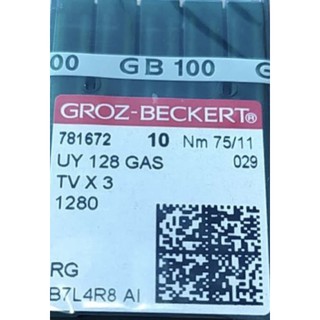 00 GB 100
GROZ-BECKERT®
781672 10 Nm 75/11
UY 128 GAS 029
TV X 3
1280
RG
B7L4R8 AI